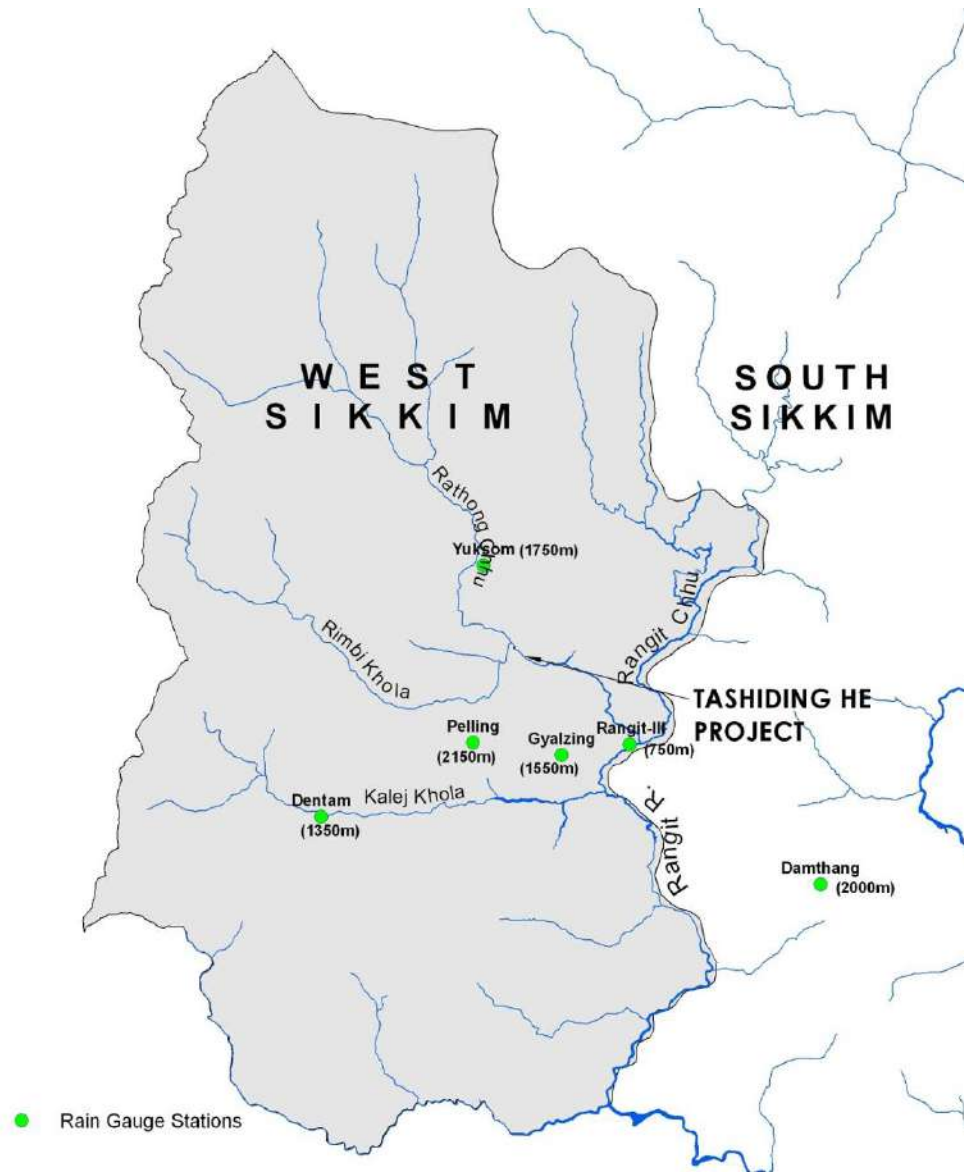 WEST
SIKKIM
SOUTH
SIKKIM
Rathong Chhu
Yuksom (1750m)
Rangit Chhu
Rimbi Khola
TASHIDING HE
PROJECT
Pelling
(2150m)
Gyalzing
(1550m)
Rangit-III
(750m)
Dentam
(1350m)
Kalej Khola
Rangit R.
Damthang
(2000m)
Rain Gauge Stations